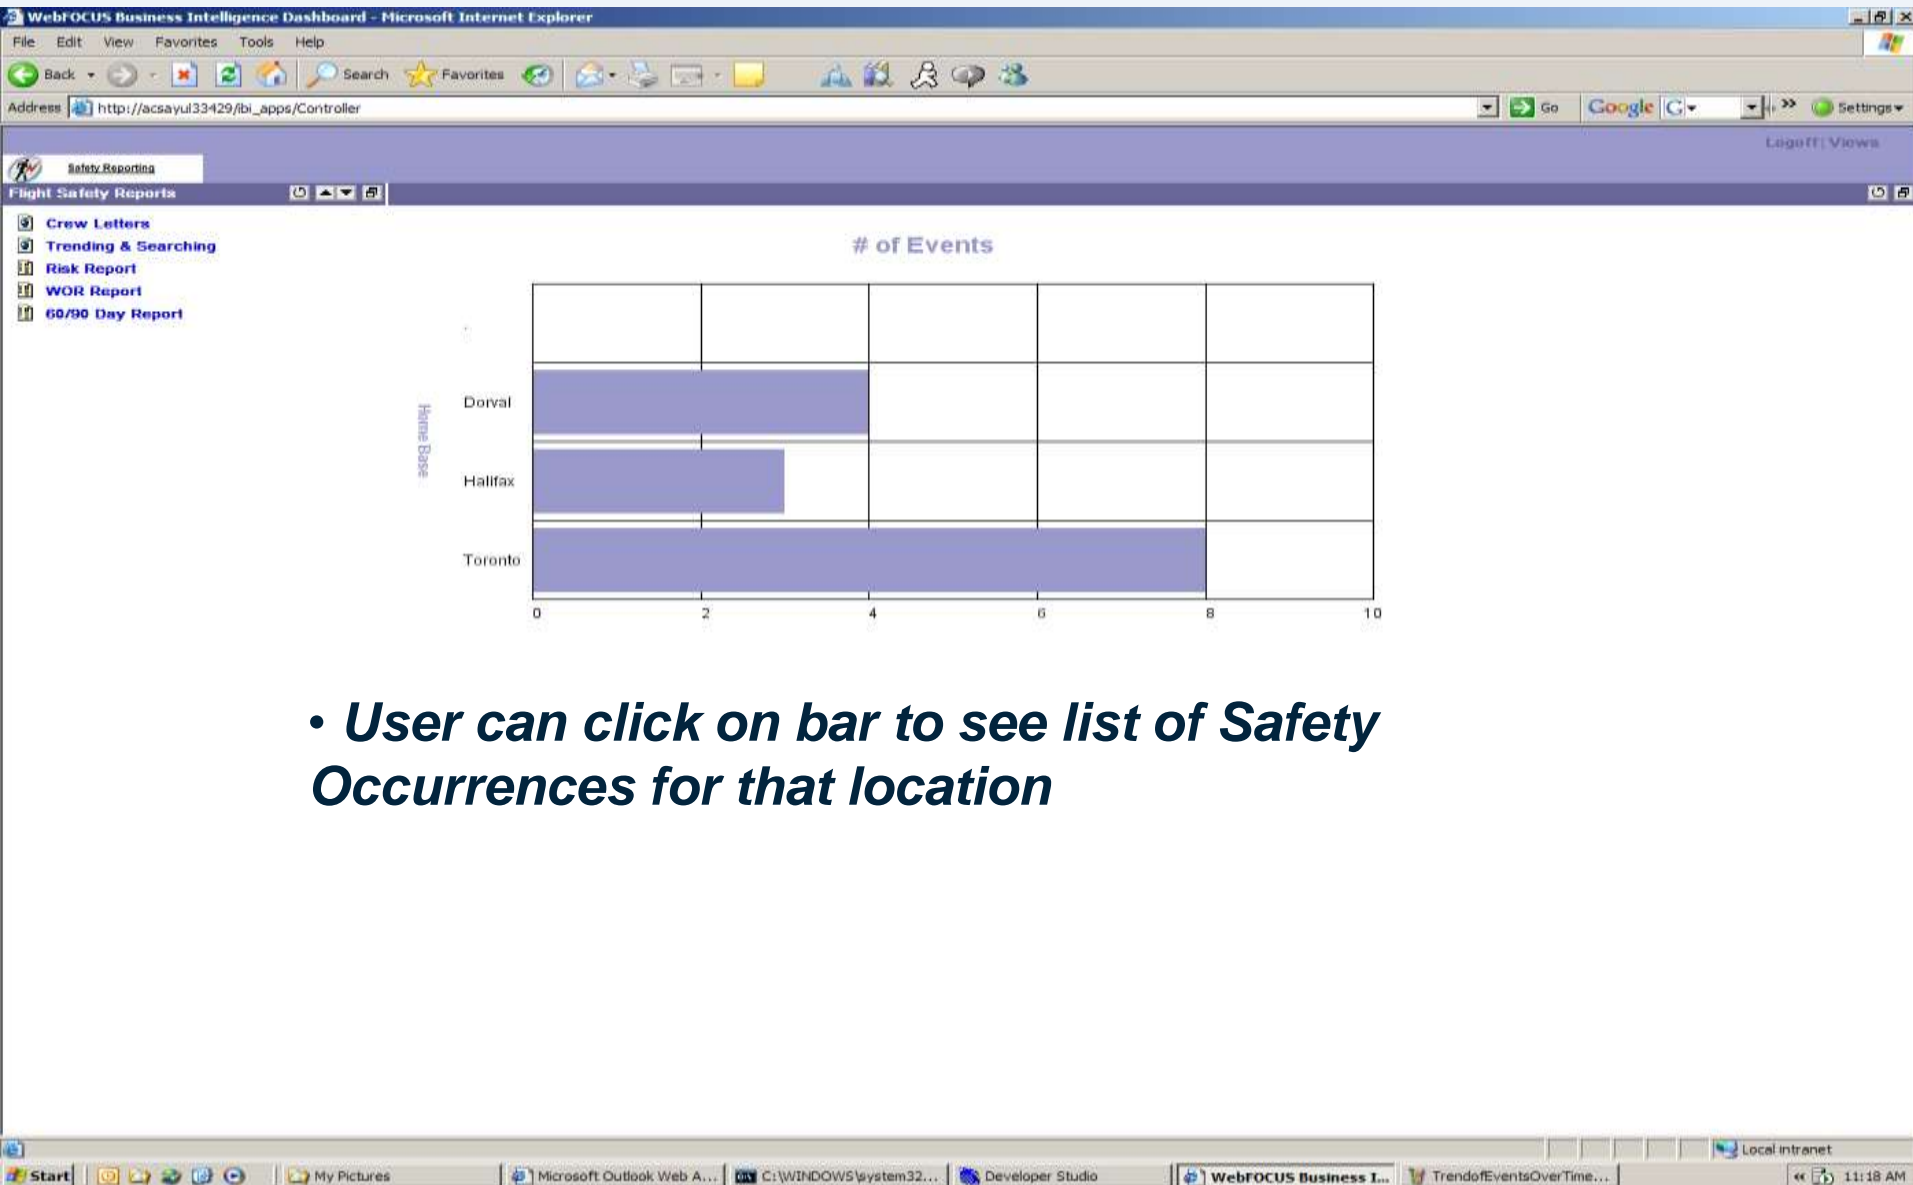 WebFOCUS Business Intelligence Dashboard - Microsoft Internet Explorer
File Edit View Favorites Tools Help
Back Search Favorites
Address http://acsayul33429/ibi_apps/Controller Go Google G Settings
Logoff| Views
Safety Reporting
Flight Safety Reports
Crew Letters
Trending & Searching
Risk Report
WOR Report
60/90 Day Report
# of Events
Home Base
Dorval
Halifax
Toronto
0 2 4 6 8 10
• User can click on bar to see list of Safety
Occurrences for that location
Local intranet
Start My Pictures Microsoft Outlook Web A... C:\WINDOWS\system32... Developer Studio WebFOCUS Business I... TrendofEventsOverTime... 11:18 AM